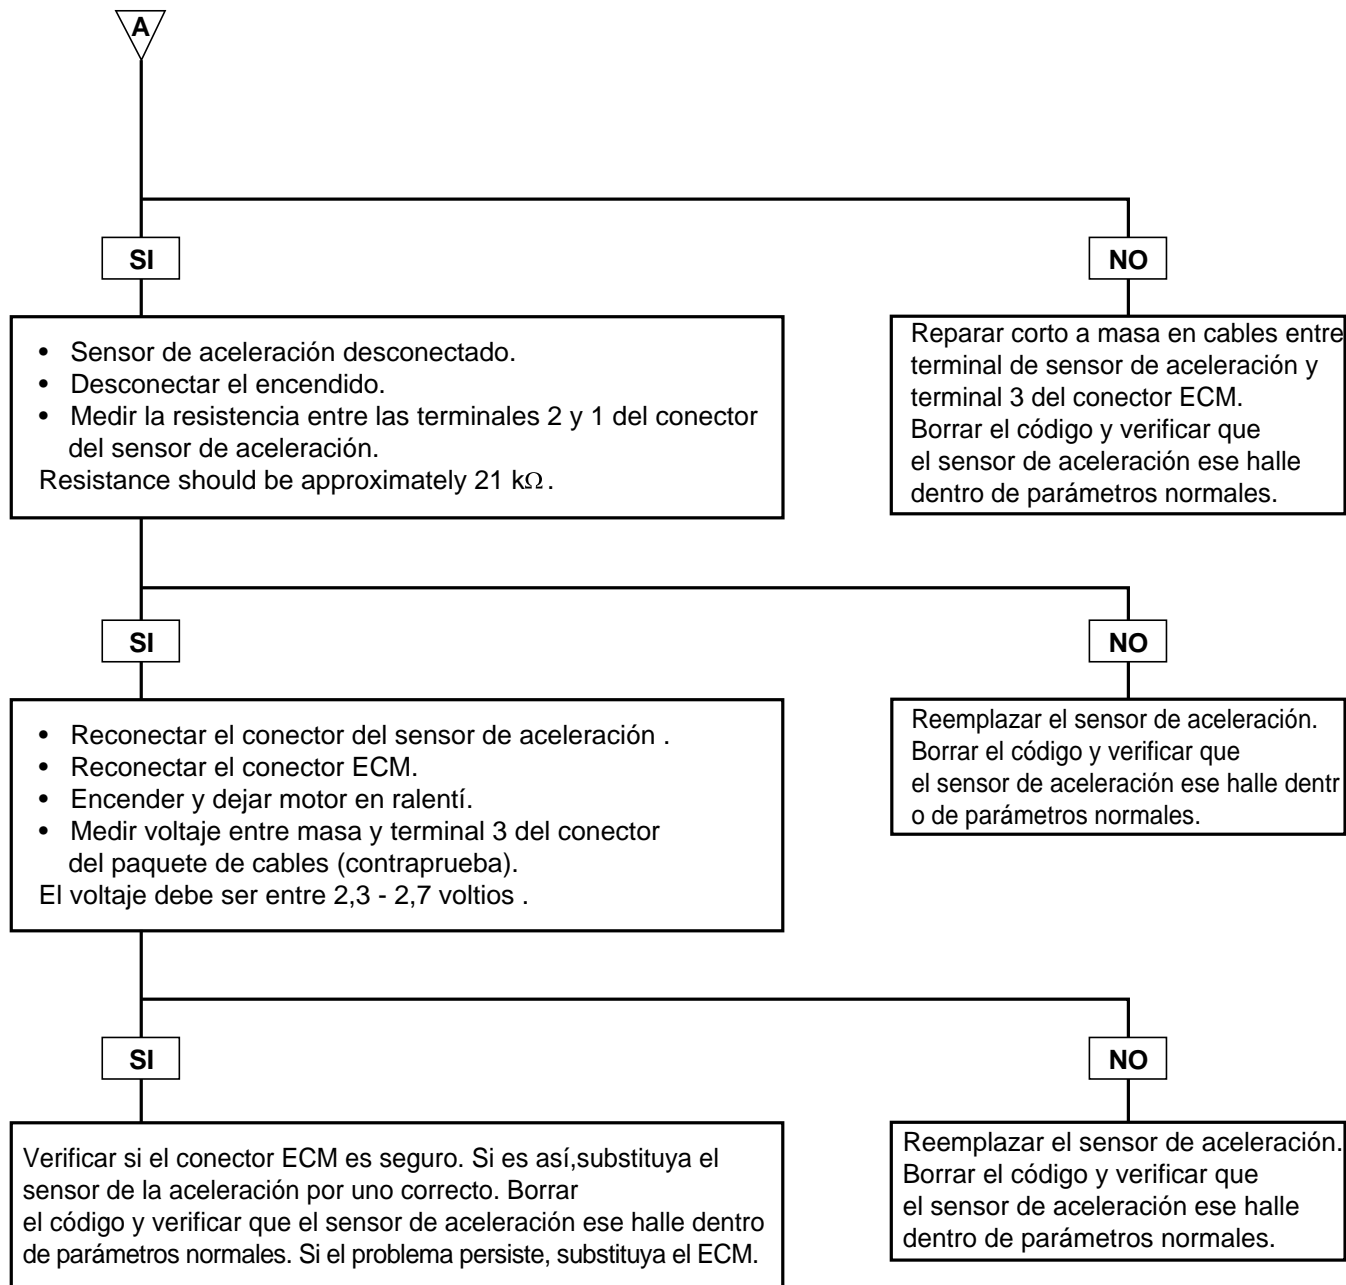 A
SI
NO
• Sensor de aceleración desconectado.
• Desconectar el encendido.
• Medir la resistencia entre las terminales 2 y 1 del conector
del sensor de aceleración.
Resistance should be approximately 21 kΩ.
Reparar corto a masa en cables entre
terminal de sensor de aceleración y
terminal 3 del conector ECM.
Borrar el código y verificar que
el sensor de aceleración ese halle
dentro de parámetros normales.
SI
NO
• Reconectar el conector del sensor de aceleración .
• Reconectar el conector ECM.
• Encender y dejar motor en ralentí.
• Medir voltaje entre masa y terminal 3 del conector
del paquete de cables (contraprueba).
El voltaje debe ser entre 2,3 - 2,7 voltios .
Reemplazar el sensor de aceleración.
Borrar el código y verificar que
el sensor de aceleración ese halle dentr
o de parámetros normales.
SI
NO
Verificar si el conector ECM es seguro. Si es así,substituya el
sensor de la aceleración por uno correcto. Borrar
el código y verificar que el sensor de aceleración ese halle dentro
de parámetros normales. Si el problema persiste, substituya el ECM.
Reemplazar el sensor de aceleración.
Borrar el código y verificar que
el sensor de aceleración ese halle
dentro de parámetros normales.